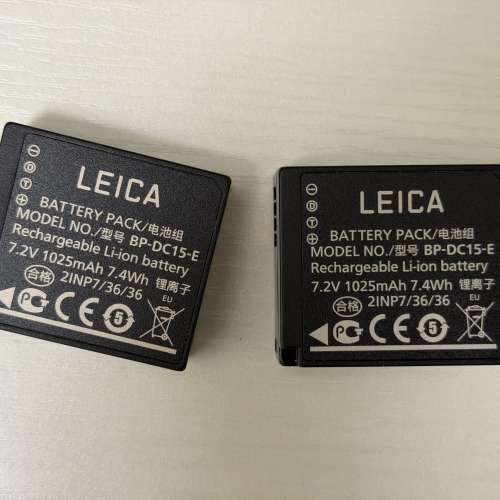 LEICA
BATTERY PACK/电池组
MODEL NO./型号 BP-DC15-E
Rechargeable Li-ion battery
7.2V 1025mAh 7.4Wh 锂离子
合格 2INP7/36/36
EU
5
LEICA
BATTERY PACK/电池组
MODEL NO./型号 BP-DC15-E
Rechargeable Li-ion battery
7.2V 1025mAh 7.4Wh 锂离子
合格 2INP7/36/36
EU
5